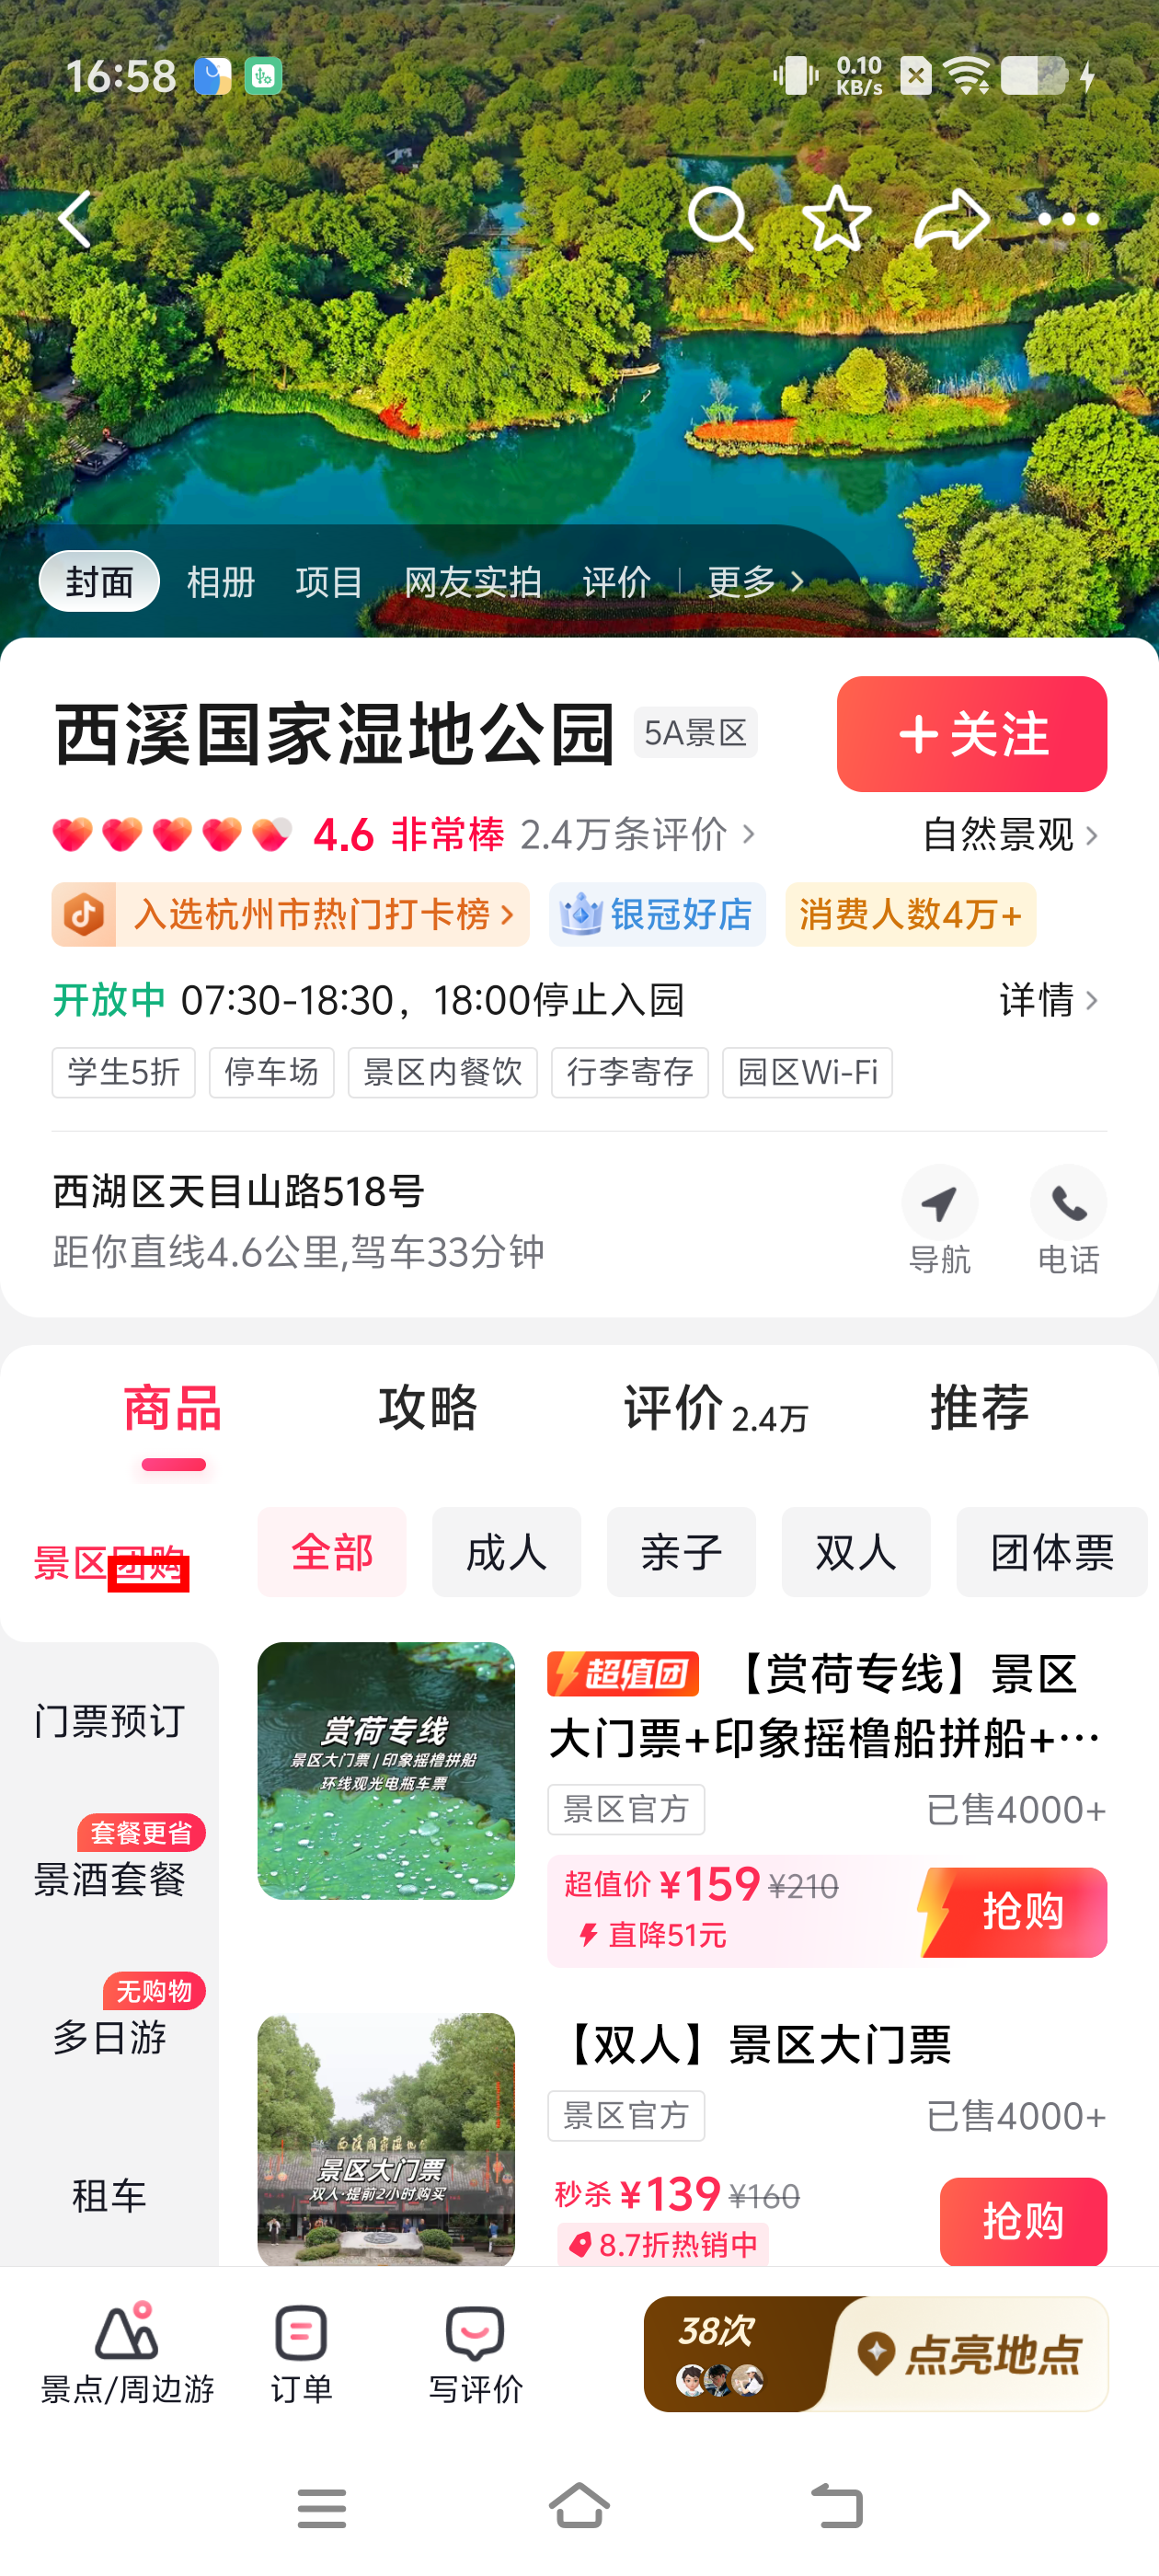 16:58
0.10
KB/s
封面 相册 项目 网友实拍 评价 更多
西溪国家湿地公园 5A景区 +关注
4.6 非常棒 2.4万条评价 自然景观
入选杭州市热门打卡榜 银冠好店 消费人数4万+
开放中 07:30-18:30，18:00停止入园 详情
学生5折 停车场 景区内餐饮 行李寄存 园区Wi-Fi
西湖区天目山路518号
距你直线4.6公里,驾车33分钟
导航 电话
商品 攻略 评价 2.4万 推荐
景区团购
全部 成人 亲子 双人 团体票
门票预订
套餐更省
景酒套餐
无购物
多日游
租车
赏荷专线
景区大门票 | 印象摇橹拼船
环线观光电瓶车票
超值团 【赏荷专线】景区
大门票+印象摇橹船拼船+…
景区官方 已售4000+
超值价 ¥159 ¥210
直降51元
抢购
西溪国家湿地公
景区大门票
双人·提前2小时购买
【双人】景区大门票
景区官方 已售4000+
秒杀 ¥139 ¥160
8.7折热销中
抢购
景点/周边游 订单 写评价
38次
点亮地点